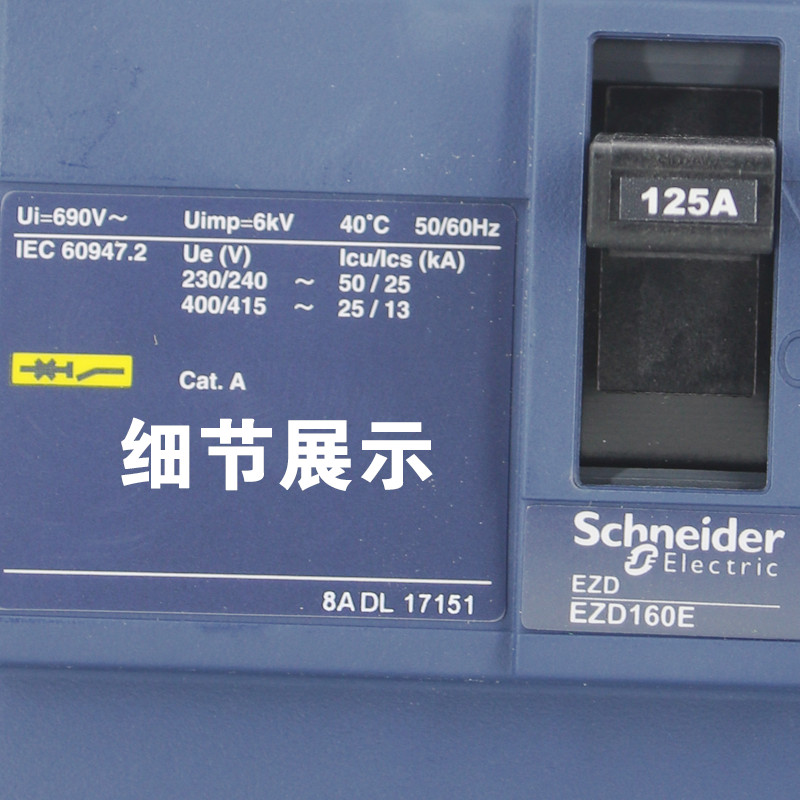 Ui=690V～ Uimp=6kV 40°C 50/60Hz
IEC 60947.2 Ue (V) Icu/Ics (kA)
230/240 ～ 50 / 25
400/415 ～ 25 / 13
Cat. A
细节展示
8A DL 17151
125A
Schneider
Electric
EZD
EZD160E